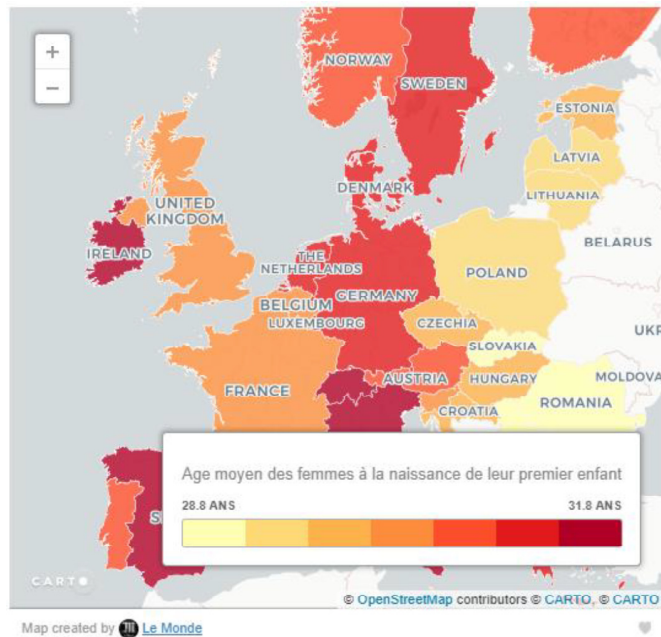 +
−
NORWAY
SWEDEN
ESTONIA
LATVIA
DENMARK
LITHUANIA
UNITED
KINGDOM
IRELAND
THE
NETHERLANDS
BELARUS
POLAND
GERMANY
BELGIUM
LUXEMBOURG
CZECHIA
UKR
SLOVAKIA
AUSTRIA
HUNGARY
MOLDOVA
FRANCE
CROATIA
ROMANIA
Age moyen des femmes à la naissance de leur premier enfant
28.8 ANS 31.8 ANS
S
CARTO
© OpenStreetMap contributors © CARTO, © CARTO
Map created by M Le Monde